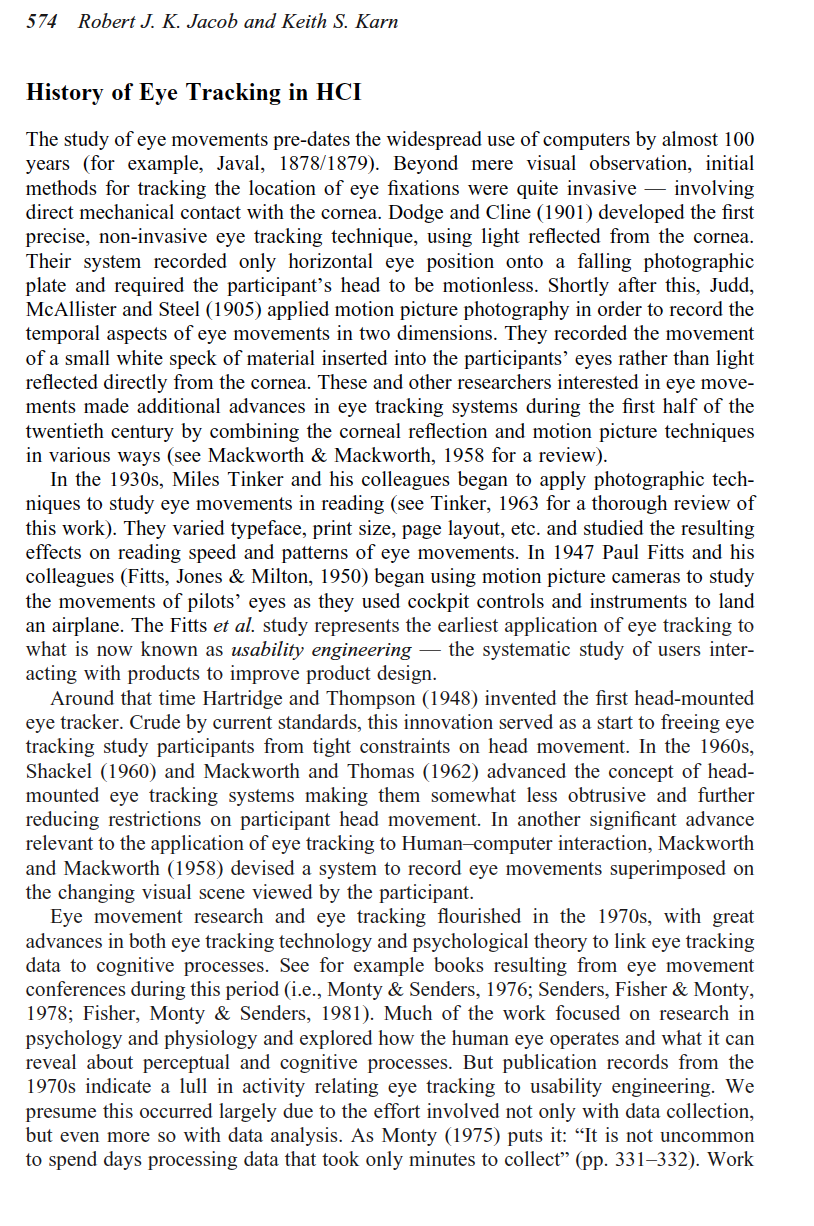 574 Robert J. K. Jacob and Keith S. Karn
History of Eye Tracking in HCI
The study of eye movements pre-dates the widespread use of computers by almost 100
years (for example, Javal, 1878/1879). Beyond mere visual observation, initial
methods for tracking the location of eye fixations were quite invasive — involving
direct mechanical contact with the cornea. Dodge and Cline (1901) developed the first
precise, non-invasive eye tracking technique, using light reflected from the cornea.
Their system recorded only horizontal eye position onto a falling photographic
plate and required the participant's head to be motionless. Shortly after this, Judd,
McAllister and Steel (1905) applied motion picture photography in order to record the
temporal aspects of eye movements in two dimensions. They recorded the movement
of a small white speck of material inserted into the participants' eyes rather than light
reflected directly from the cornea. These and other researchers interested in eye move-
ments made additional advances in eye tracking systems during the first half of the
twentieth century by combining the corneal reflection and motion picture techniques
in various ways (see Mackworth & Mackworth, 1958 for a review).
In the 1930s, Miles Tinker and his colleagues began to apply photographic tech-
niques to study eye movements in reading (see Tinker, 1963 for a thorough review of
this work). They varied typeface, print size, page layout, etc. and studied the resulting
effects on reading speed and patterns of eye movements. In 1947 Paul Fitts and his
colleagues (Fitts, Jones & Milton, 1950) began using motion picture cameras to study
the movements of pilots' eyes as they used cockpit controls and instruments to land
an airplane. The Fitts et al. study represents the earliest application of eye tracking to
what is now known as usability engineering — the systematic study of users inter-
acting with products to improve product design.
Around that time Hartridge and Thompson (1948) invented the first head-mounted
eye tracker. Crude by current standards, this innovation served as a start to freeing eye
tracking study participants from tight constraints on head movement. In the 1960s,
Shackel (1960) and Mackworth and Thomas (1962) advanced the concept of head-
mounted eye tracking systems making them somewhat less obtrusive and further
reducing restrictions on participant head movement. In another significant advance
relevant to the application of eye tracking to Human–computer interaction, Mackworth
and Mackworth (1958) devised a system to record eye movements superimposed on
the changing visual scene viewed by the participant.
Eye movement research and eye tracking flourished in the 1970s, with great
advances in both eye tracking technology and psychological theory to link eye tracking
data to cognitive processes. See for example books resulting from eye movement
conferences during this period (i.e., Monty & Senders, 1976; Senders, Fisher & Monty,
1978; Fisher, Monty & Senders, 1981). Much of the work focused on research in
psychology and physiology and explored how the human eye operates and what it can
reveal about perceptual and cognitive processes. But publication records from the
1970s indicate a lull in activity relating eye tracking to usability engineering. We
presume this occurred largely due to the effort involved not only with data collection,
but even more so with data analysis. As Monty (1975) puts it: “It is not uncommon
to spend days processing data that took only minutes to collect” (pp. 331–332). Work